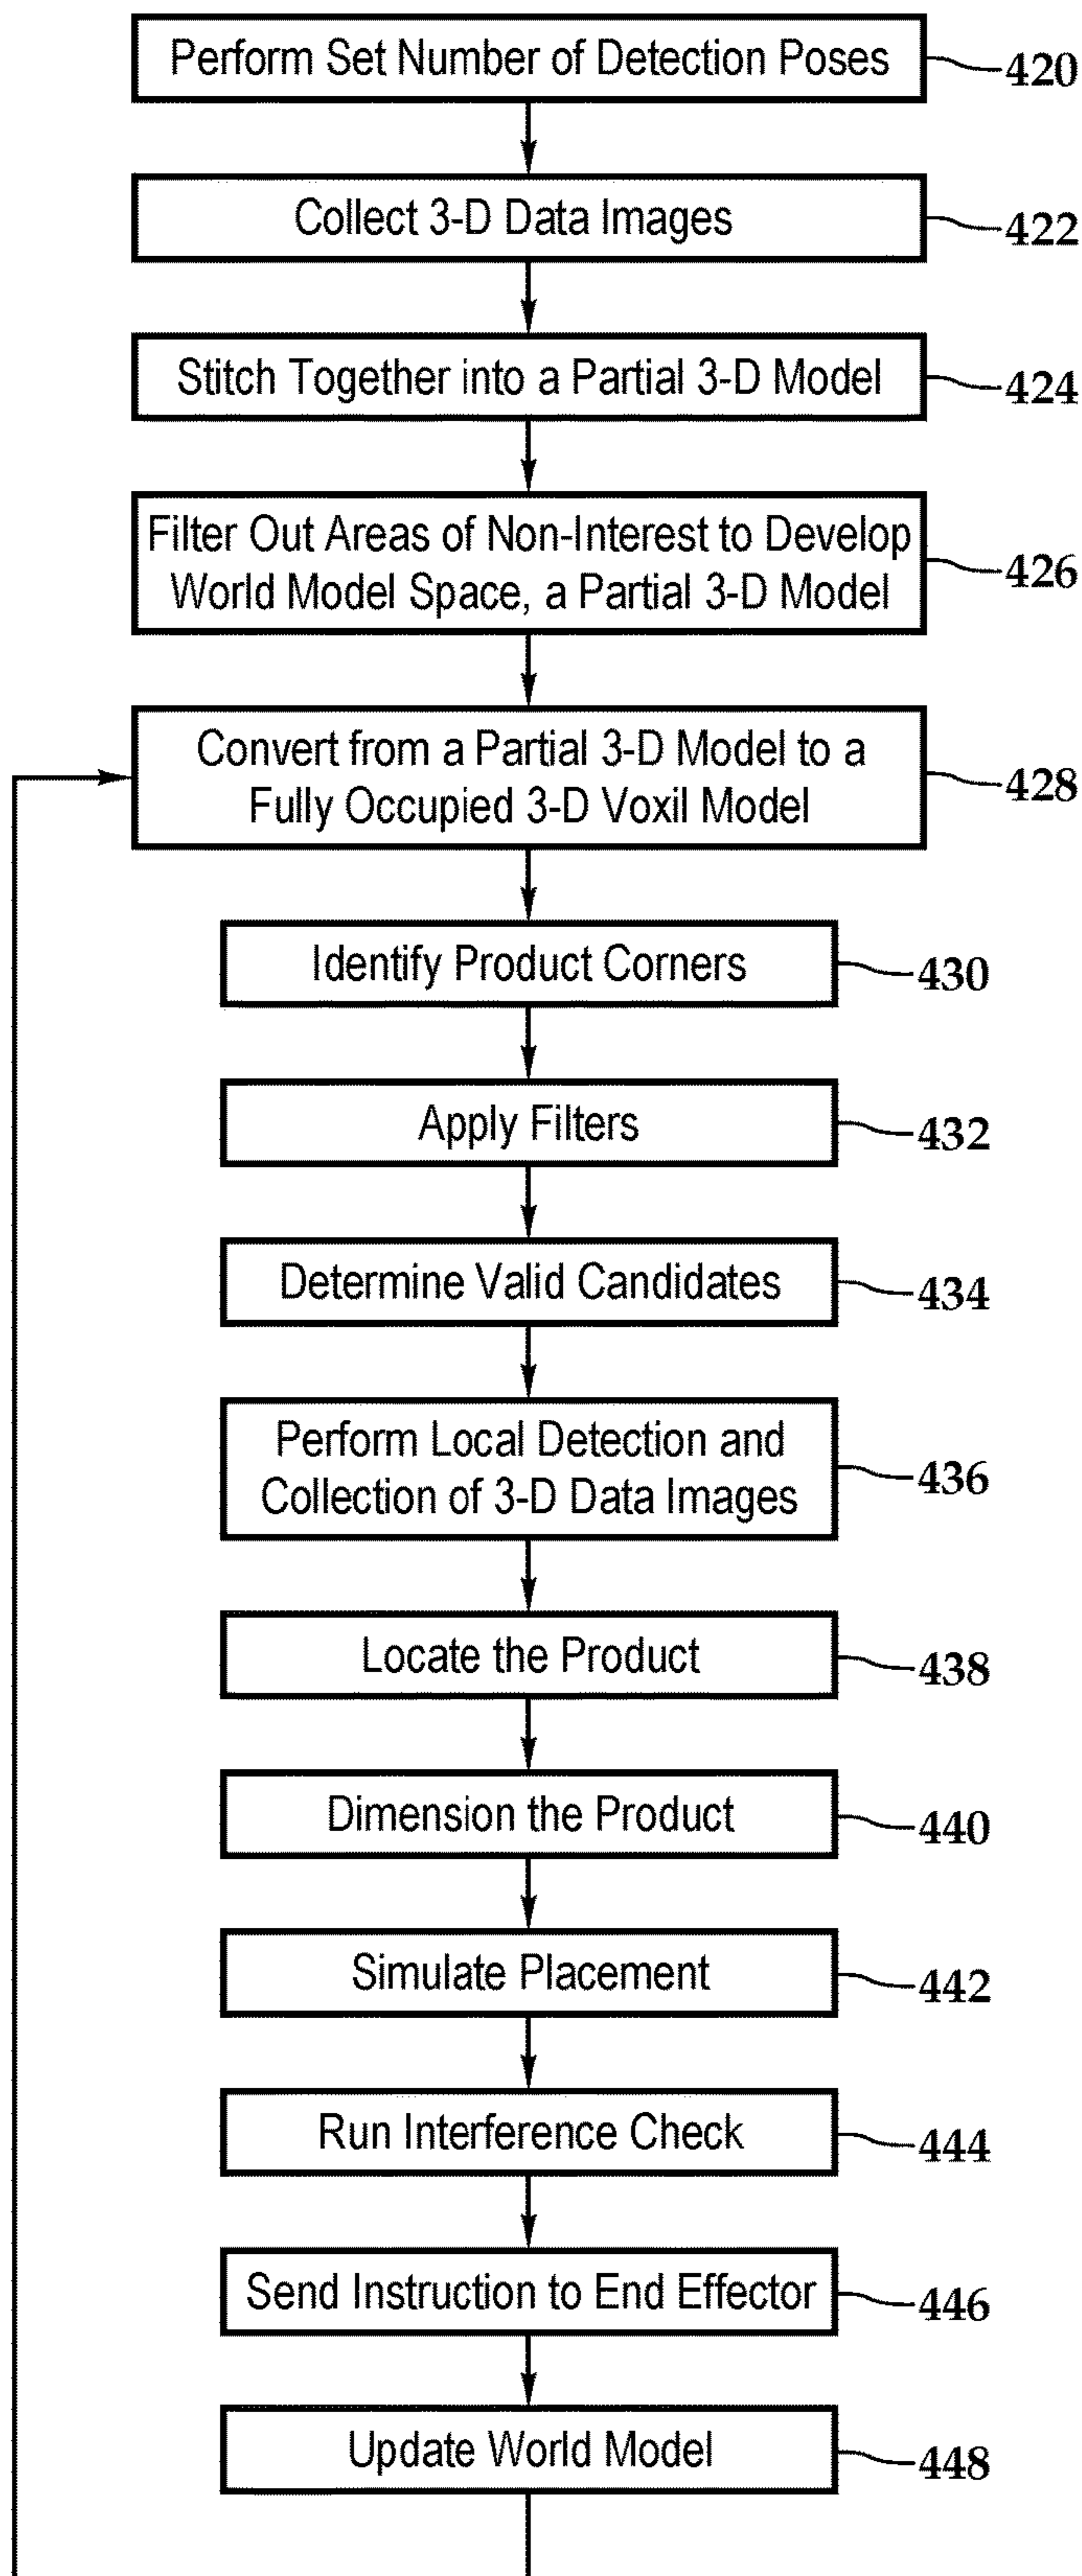 Perform Set Number of Detection Poses
420
Collect 3-D Data Images
422
Stitch Together into a Partial 3-D Model
424
Filter Out Areas of Non-Interest to Develop
World Model Space, a Partial 3-D Model
426
Convert from a Partial 3-D Model to a
Fully Occupied 3-D Voxil Model
428
Identify Product Corners
430
Apply Filters
432
Determine Valid Candidates
434
Perform Local Detection and
Collection of 3-D Data Images
436
Locate the Product
438
Dimension the Product
440
Simulate Placement
442
Run Interference Check
444
Send Instruction to End Effector
446
Update World Model
448